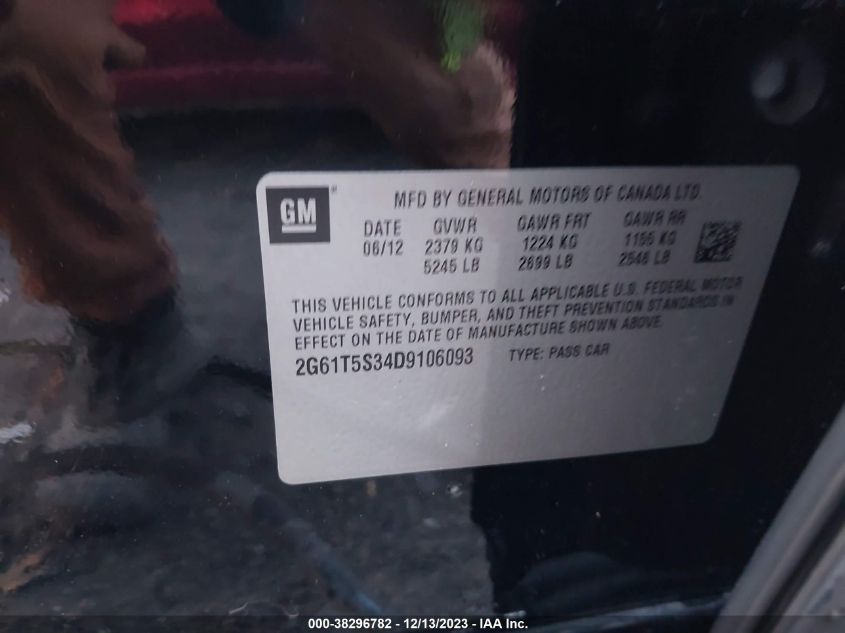 GM
MFD BY GENERAL MOTORS OF CANADA LTD.
DATE GVWR GAWR FRT GAWR RR
06/12 2379 KG 1224 KG 1155 KG
5245 LB 2699 LB 2546 LB
THIS VEHICLE CONFORMS TO ALL APPLICABLE U.S. FEDERAL MOTOR
VEHICLE SAFETY, BUMPER, AND THEFT PREVENTION STANDARDS IN
EFFECT ON THE DATE OF MANUFACTURE SHOWN ABOVE.
2G61T5S34D9106093 TYPE: PASS CAR
000-38296782 - 12/13/2023 - IAA Inc.